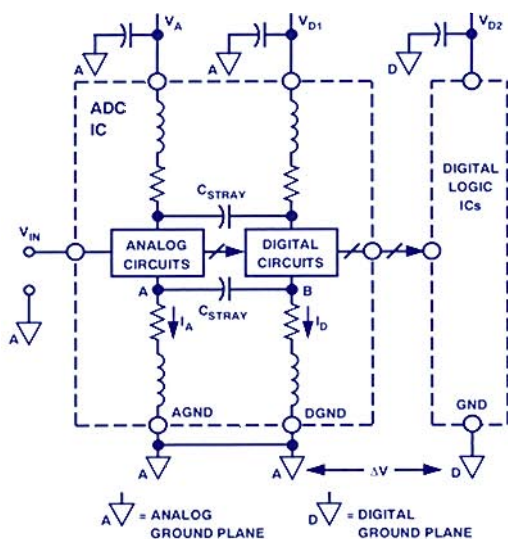 VA
VD1
VD2
A
A
D
ADC
IC
DIGITAL
LOGIC
ICs
CSTRAY
VIN
ANALOG
CIRCUITS
DIGITAL
CIRCUITS
A
B
CSTRAY
IA
ID
A
AGND
DGND
GND
A
A
ΔV
D
A
= ANALOG
GROUND PLANE
D
= DIGITAL
GROUND PLANE